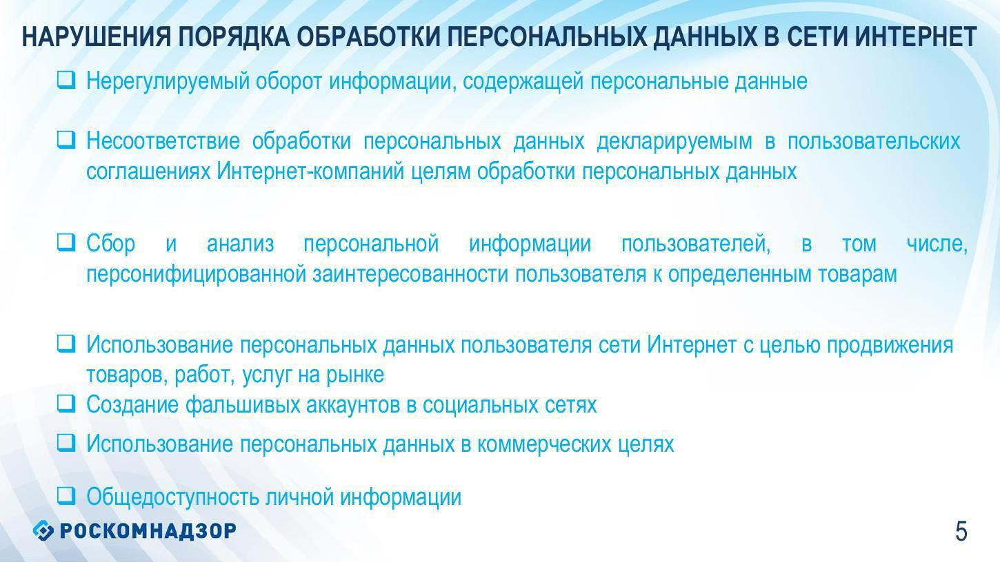 НАРУШЕНИЯ ПОРЯДКА ОБРАБОТКИ ПЕРСОНАЛЬНЫХ ДАННЫХ В СЕТИ ИНТЕРНЕТ
Нерегулируемый оборот информации, содержащей персональные данные
Несоответствие обработки персональных данных декларируемым в пользовательских
соглашениях Интернет-компаний целям обработки персональных данных
Сбор и анализ персональной информации пользователей, в том числе,
персонифицированной заинтересованности пользователя к определенным товарам
Использование персональных данных пользователя сети Интернет с целью продвижения
товаров, работ, услуг на рынке
Создание фальшивых аккаунтов в социальных сетях
Использование персональных данных в коммерческих целях
Общедоступность личной информации
РОСКОМНАДЗОР
5